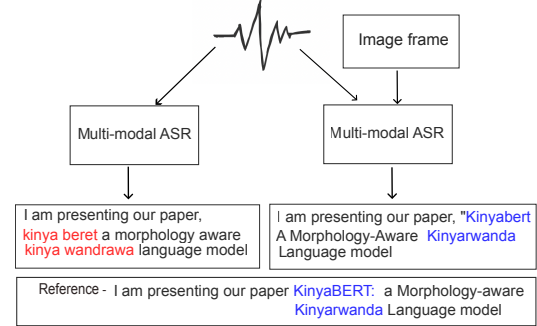 Image frame
Multi-modal ASR
Multi-modal ASR
I am presenting our paper,
kinya beret a morphology aware
kinya wandrawa language model
I am presenting our paper, "Kinyabert
A Morphology-Aware Kinyarwanda
Language model
Reference - I am presenting our paper KinyaBERT: a Morphology-aware
Kinyarwanda Language model